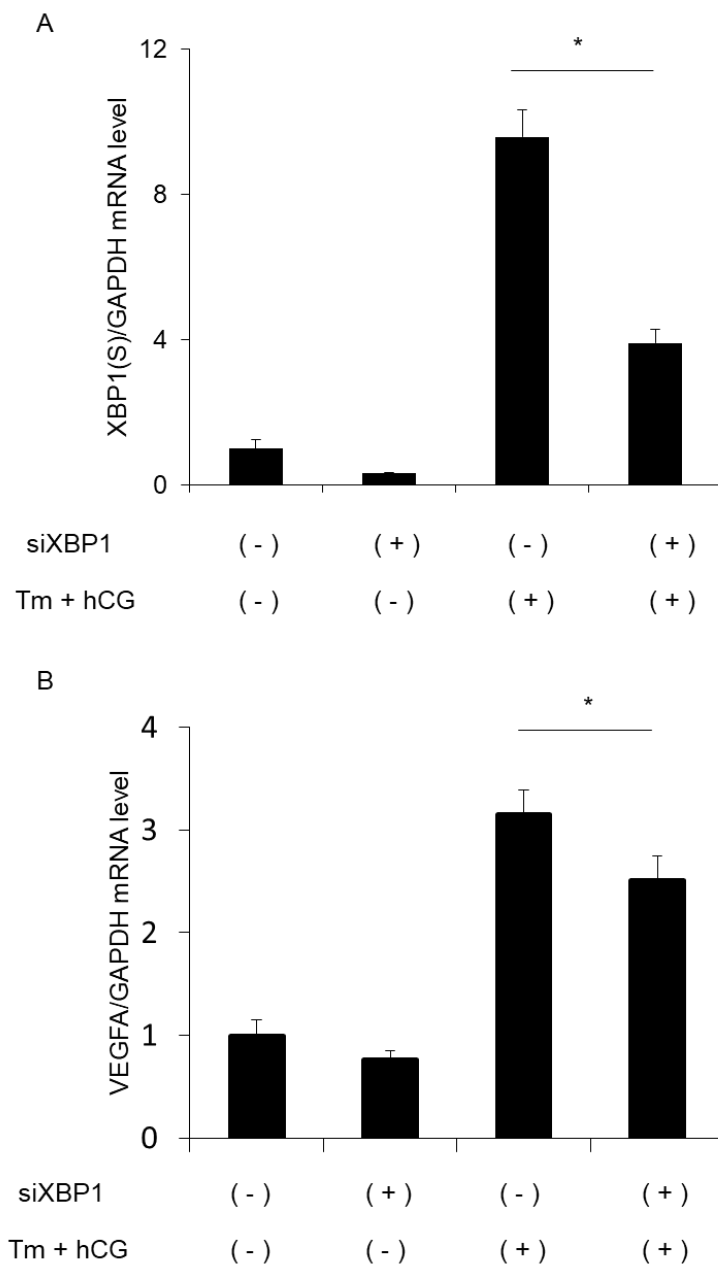 A
*
12
8
4
0
XBP1(S)/GAPDH mRNA level
siXBP1 ( - ) ( + ) ( - ) ( + )
Tm + hCG ( - ) ( - ) ( + ) ( + )
B
*
4
3
2
1
0
VEGFA/GAPDH mRNA level
siXBP1 ( - ) ( + ) ( - ) ( + )
Tm + hCG ( - ) ( - ) ( + ) ( + )